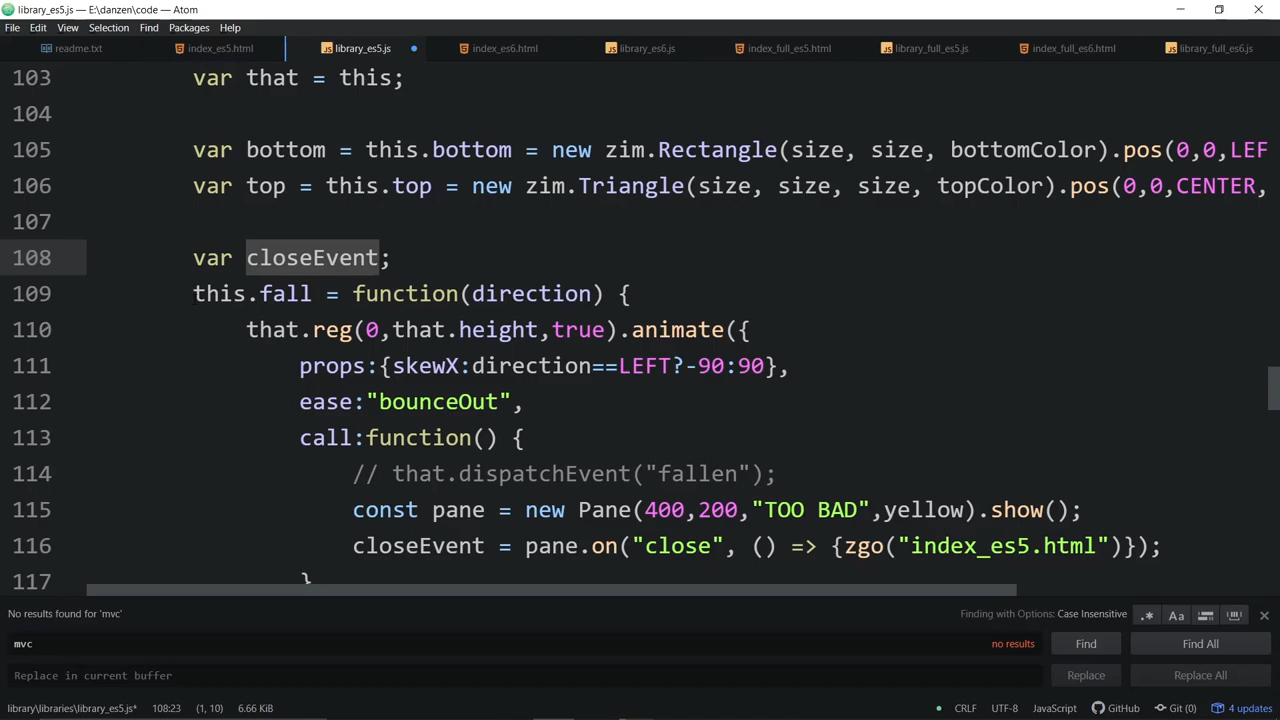 library_es5.js — E:\danzen\code — Atom
File Edit View Selection Find Packages Help
readme.txt index_es5.html library_es5.js index_es6.html library_es6.js index_full_es5.html library_full_es5.js index_full_es6.html library_full_es6.js
103 var that = this;
104
105 var bottom = this.bottom = new zim.Rectangle(size, size, bottomColor).pos(0,0,LEF
106 var top = this.top = new zim.Triangle(size, size, size, topColor).pos(0,0,CENTER,
107
108 var closeEvent;
109 this.fall = function(direction) {
110 that.reg(0,that.height,true).animate({
111 props:{skewX:direction==LEFT?-90:90},
112 ease:"bounceOut",
113 call:function() {
114 // that.dispatchEvent("fallen");
115 const pane = new Pane(400,200,"TOO BAD",yellow).show();
116 closeEvent = pane.on("close", () => {zgo("index_es5.html")});
117 }
No results found for 'mvc' Finding with Options: Case Insensitive .* Aa
mvc no results Find Find All
Replace in current buffer Replace Replace All
library\libraries\library_es5.js* 108:23 (1, 10) 6.66 KiB CRLF UTF-8 JavaScript GitHub Git (0) 4 updates